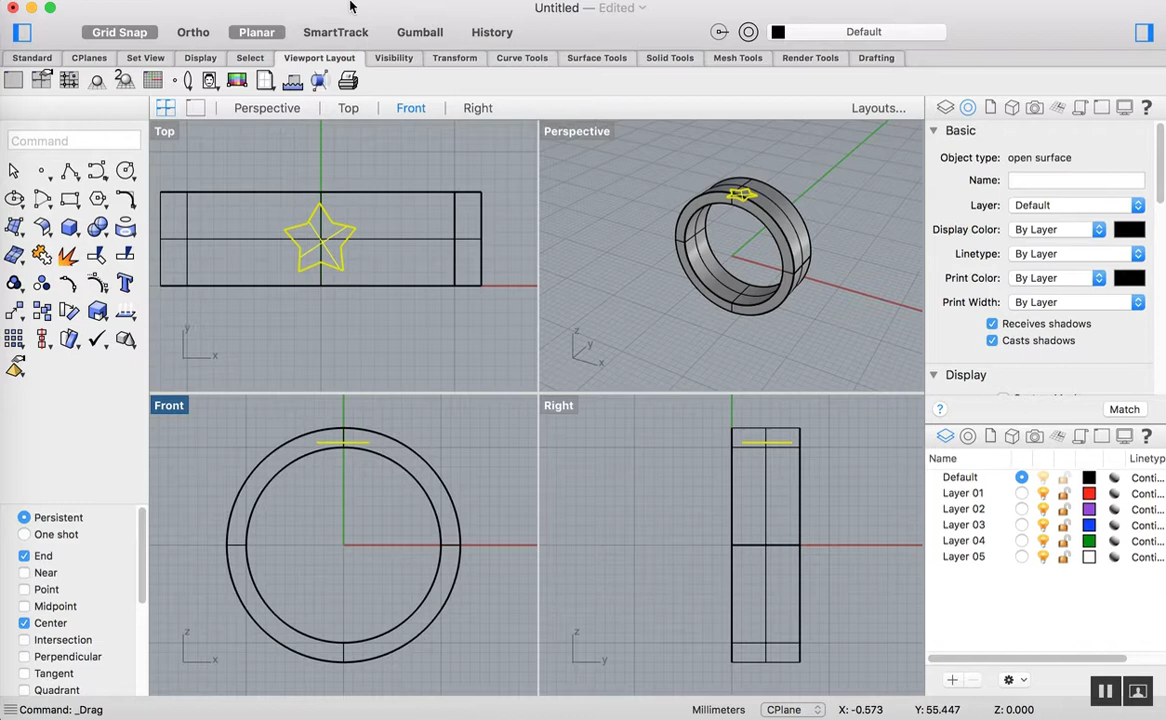 Untitled — Edited
Grid Snap Ortho Planar SmartTrack Gumball History Default
Standard CPlanes Set View Display Select Viewport Layout Visibility Transform Curve Tools Surface Tools Solid Tools Mesh Tools Render Tools Drafting
Perspective Top Front Right Layouts...
Command
Top
Perspective
Front
Right
y
x
z
y
x
z
x
z
y
Persistent
One shot
End
Near
Point
Midpoint
Center
Intersection
Perpendicular
Tangent
Quadrant
Basic
Object type: open surface
Name:
Layer: Default
Display Color: By Layer
Linetype: By Layer
Print Color: By Layer
Print Width: By Layer
Receives shadows
Casts shadows
Display
? Match
Name Linetyp
Default Conti...
Layer 01 Conti...
Layer 02 Conti...
Layer 03 Conti...
Layer 04 Conti...
Layer 05 Conti...
Command: _Drag Millimeters CPlane X: -0.573 Y: 55.447 Z: 0.000